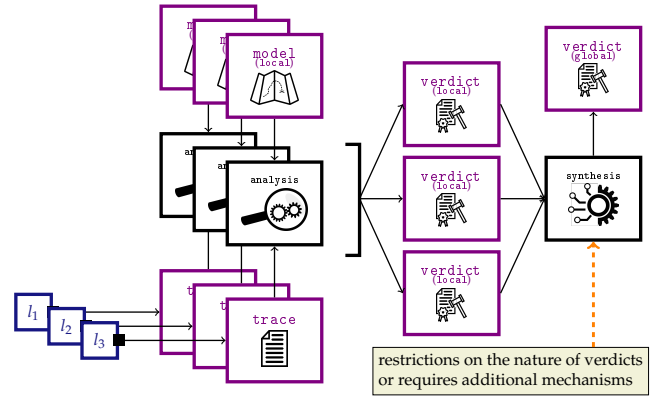 model
(local)
verdict
(global)
verdict
(local)
analysis
verdict
(local)
synthesis
verdict
(local)
trace
l1
l2
l3
restrictions on the nature of verdicts
or requires additional mechanisms